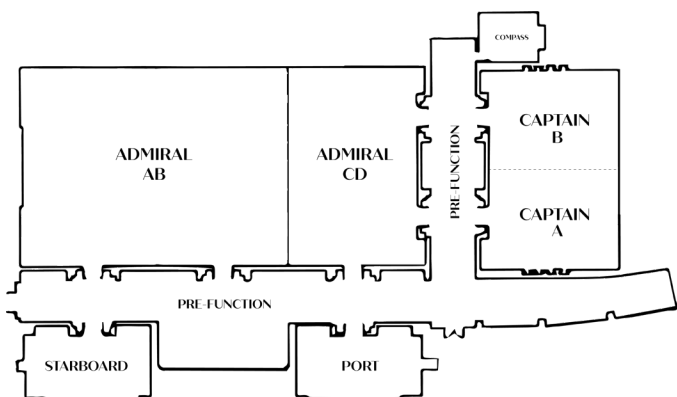 COMPASS
ADMIRAL
AB
ADMIRAL
CD
PRE-FUNCTION
CAPTAIN
B
CAPTAIN
A
PRE-FUNCTION
STARBOARD
PORT